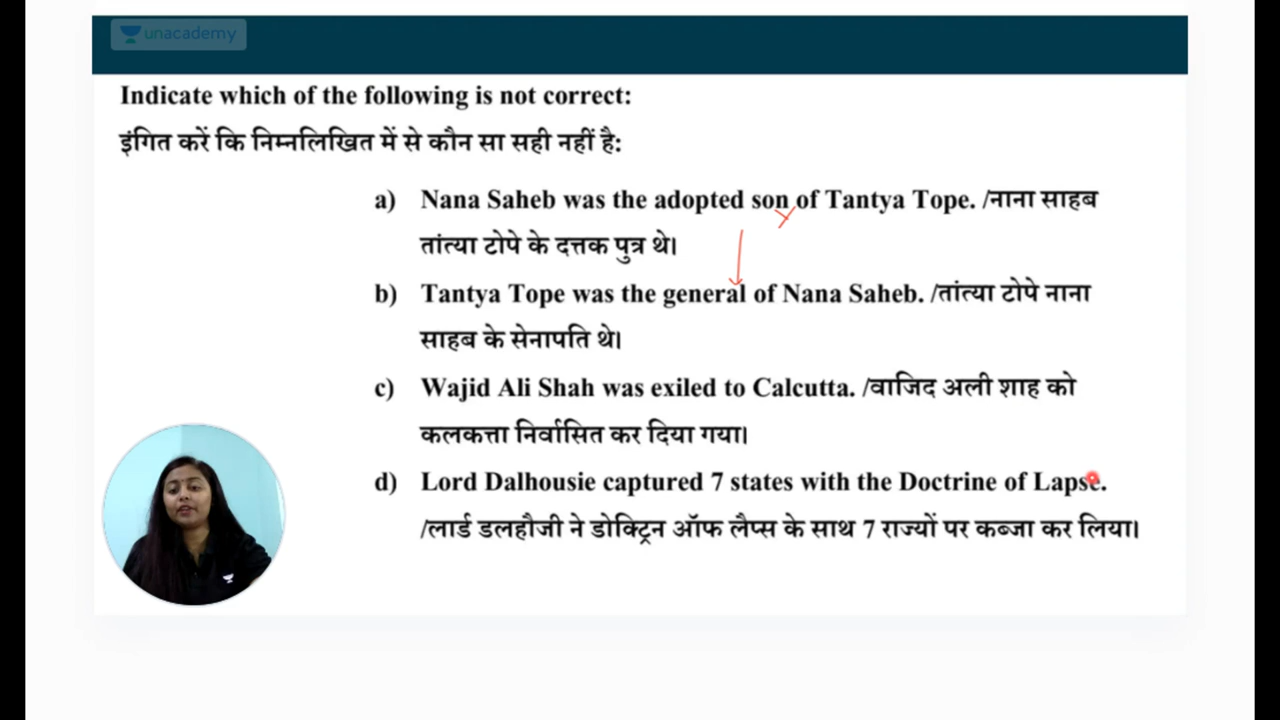 unacademy
Indicate which of the following is not correct:
इंगित करें कि निम्नलिखित में से कौन सा सही नहीं है:
a) Nana Saheb was the adopted son of Tantya Tope. /नाना साहब
तांत्या टोपे के दत्तक पुत्र थे।
b) Tantya Tope was the general of Nana Saheb. /तांत्या टोपे नाना
साहब के सेनापति थे।
c) Wajid Ali Shah was exiled to Calcutta. /वाजिद अली शाह को
कलकत्ता निर्वासित कर दिया गया।
d) Lord Dalhousie captured 7 states with the Doctrine of Lapse.
/लार्ड डलहौजी ने डोक्ट्रिन ऑफ लैप्स के साथ 7 राज्यों पर कब्जा कर लिया।